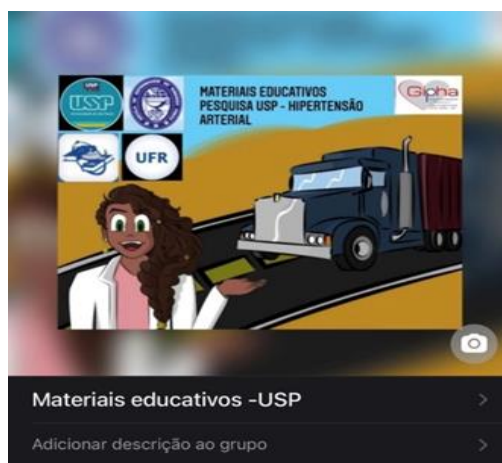 USP
MATERIAIS EDUCATIVOS
PESQUISA USP - HIPERTENSÃO
ARTERIAL
Gipha
UFR
Materiais educativos -USP
Adicionar descrição ao grupo